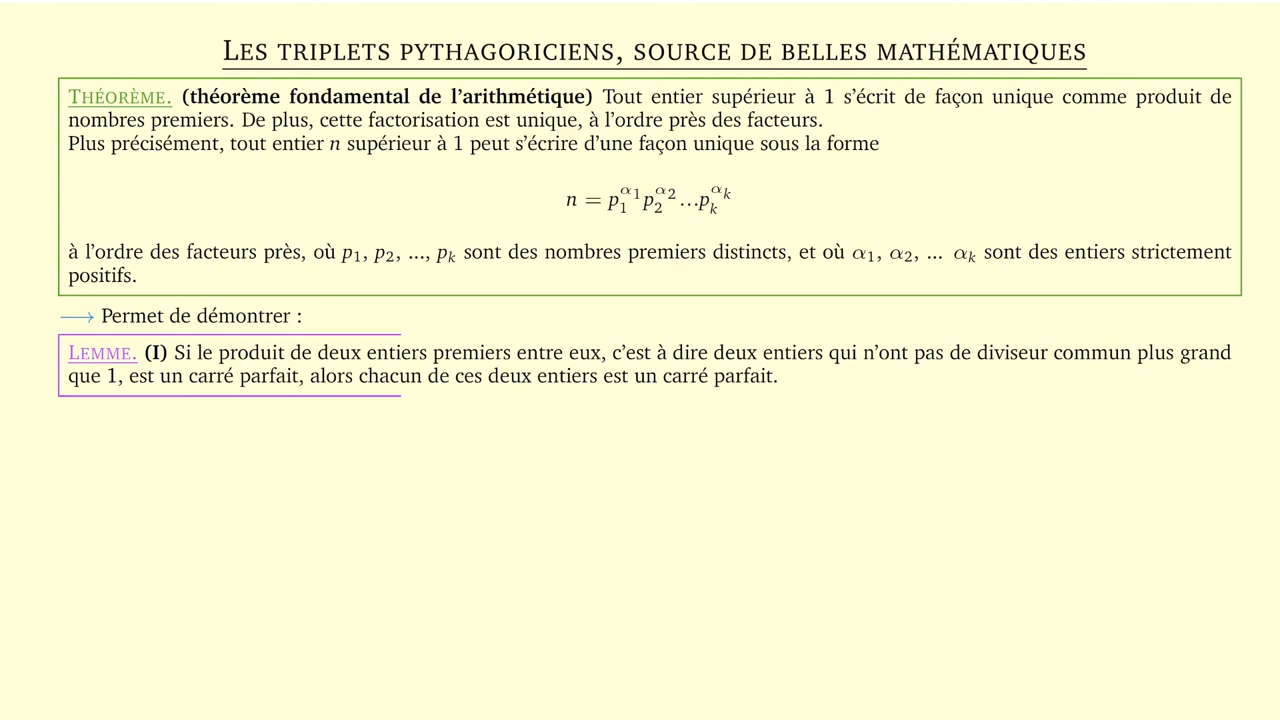 LES TRIPLETS PYTHAGORICIENS, SOURCE DE BELLES MATHÉMATIQUES
THÉORÈME. (théorème fondamental de l'arithmétique) Tout entier supérieur à 1 s'écrit de façon unique comme produit de
nombres premiers. De plus, cette factorisation est unique, à l'ordre près des facteurs.
Plus précisément, tout entier n supérieur à 1 peut s'écrire d'une façon unique sous la forme
n = p_1^{α_1} p_2^{α_2} ...p_k^{α_k}
à l'ordre des facteurs près, où p_1, p_2, ..., p_k sont des nombres premiers distincts, et où α_1, α_2, ... α_k sont des entiers strictement
positifs.
⟶ Permet de démontrer :
LEMME. (I) Si le produit de deux entiers premiers entre eux, c'est à dire deux entiers qui n'ont pas de diviseur commun plus grand
que 1, est un carré parfait, alors chacun de ces deux entiers est un carré parfait.